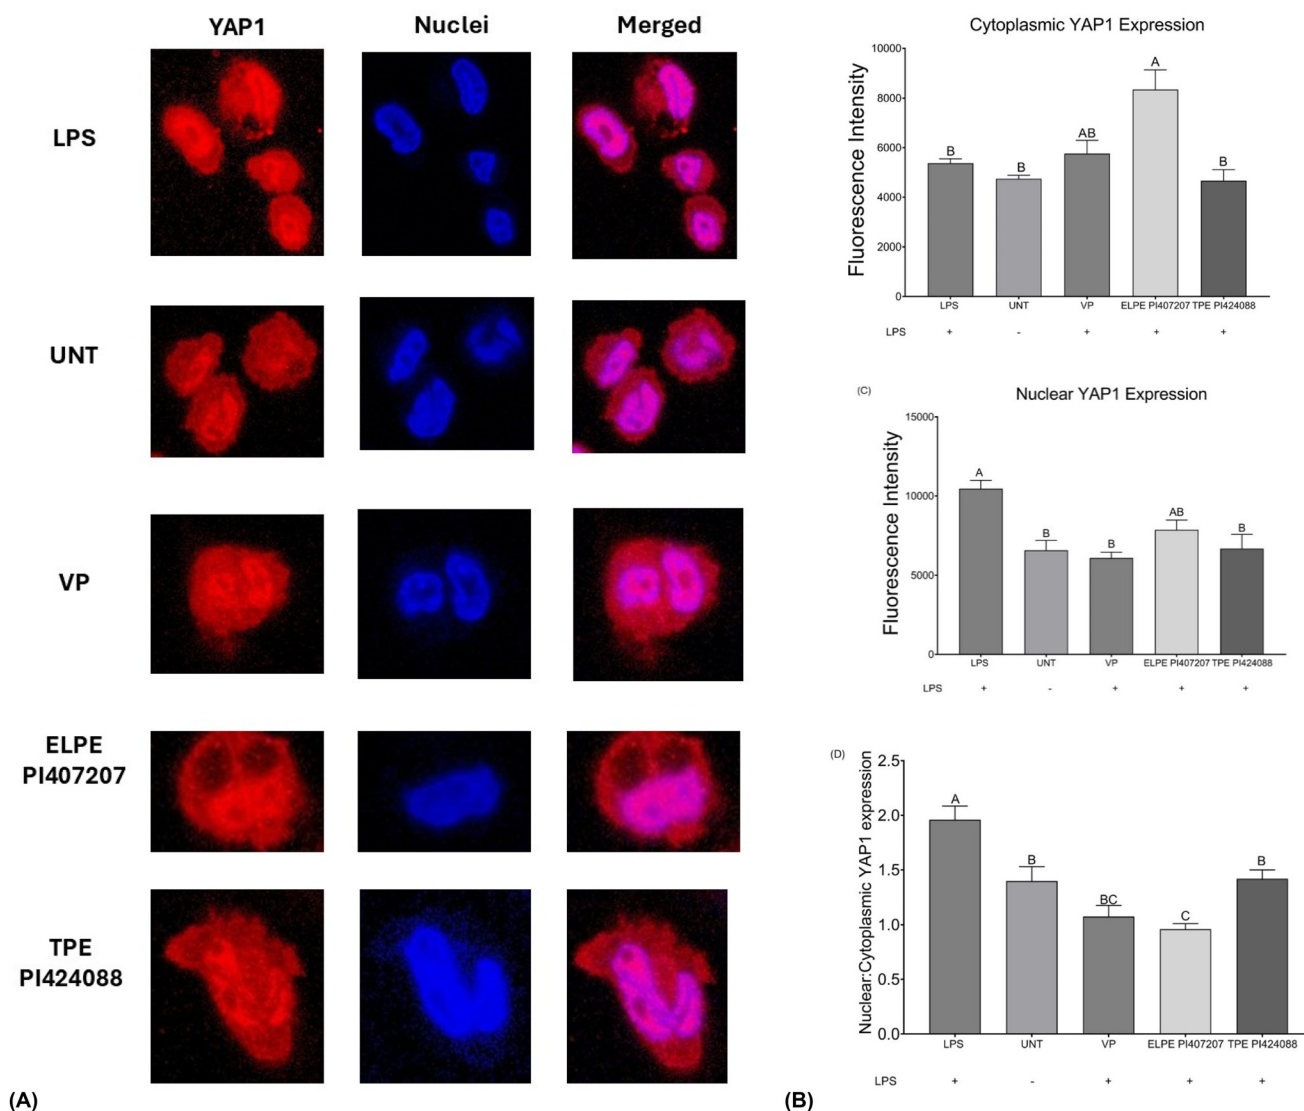 YAP1 Nuclei Merged
LPS
UNT
VP
ELPE
PI407207
TPE
PI424088
(A)
Cytoplasmic YAP1 Expression
Fluorescence Intensity
10000
8000
6000
4000
2000
0
B B AB A B
LPS UNT VP ELPE PI407207 TPE PI424088
LPS + - + + +
(C)
Nuclear YAP1 Expression
Fluorescence Intensity
15000
10000
5000
0
A B B AB B
LPS UNT VP ELPE PI407207 TPE PI424088
LPS + - + + +
(D)
Nuclear:Cytoplasmic YAP1 expression
2.5
2.0
1.5
1.0
0.5
0.0
A B BC C B
LPS UNT VP ELPE PI407207 TPE PI424088
LPS + - + + +
(B)